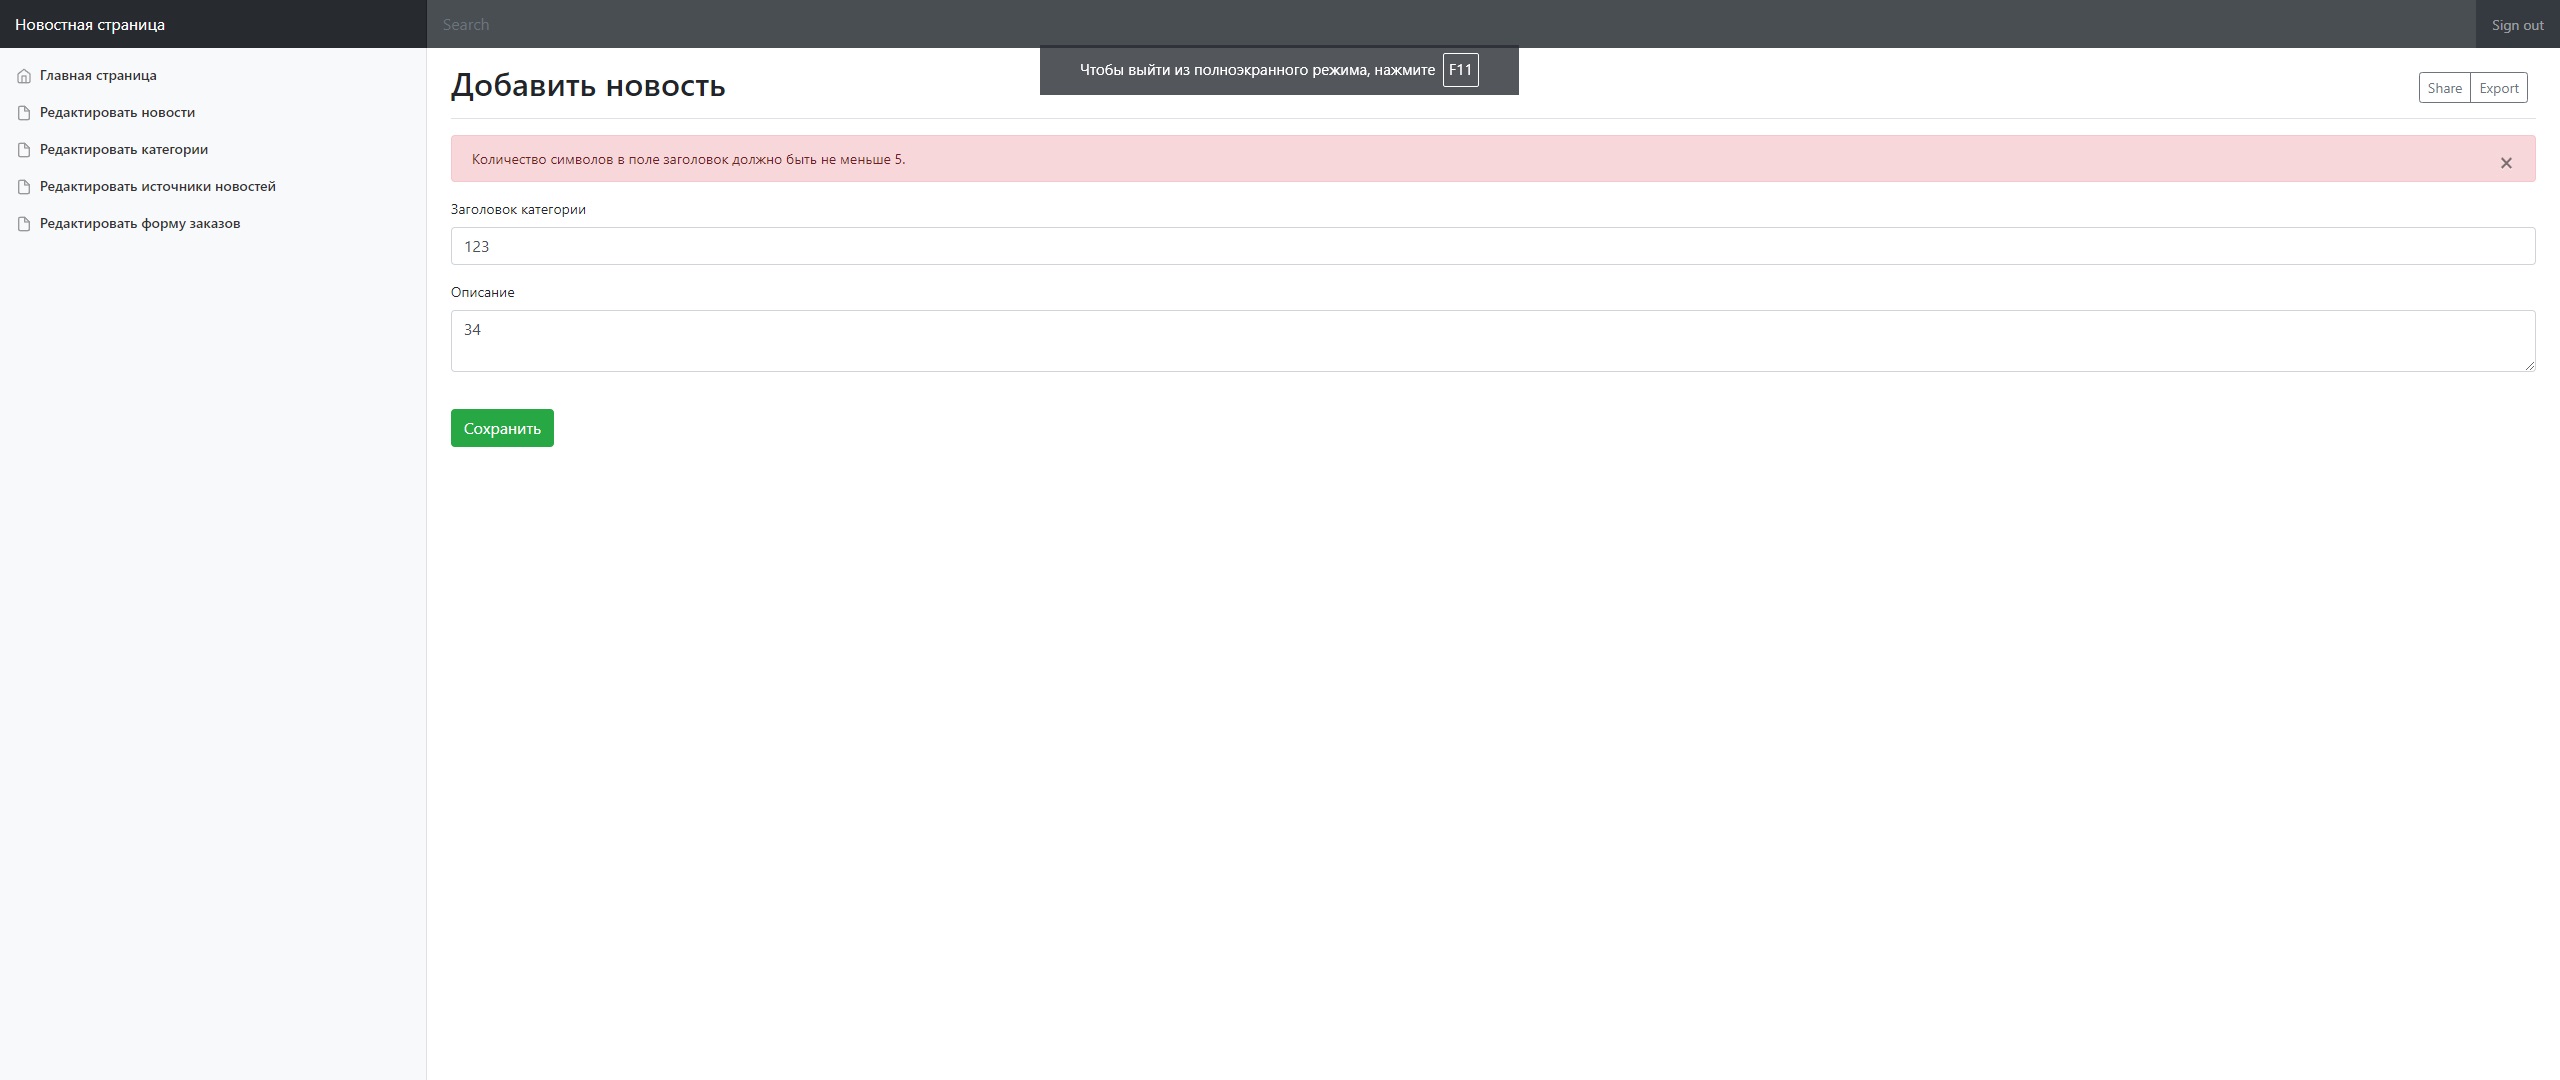 Новостная страница
Search
Sign out
Чтобы выйти из полноэкранного режима, нажмите F11
Главная страница
Редактировать новости
Редактировать категории
Редактировать источники новостей
Редактировать форму заказов
Добавить новость
Share
Export
Количество символов в поле заголовок должно быть не меньше 5.
×
Заголовок категории
123
Описание
34
Сохранить